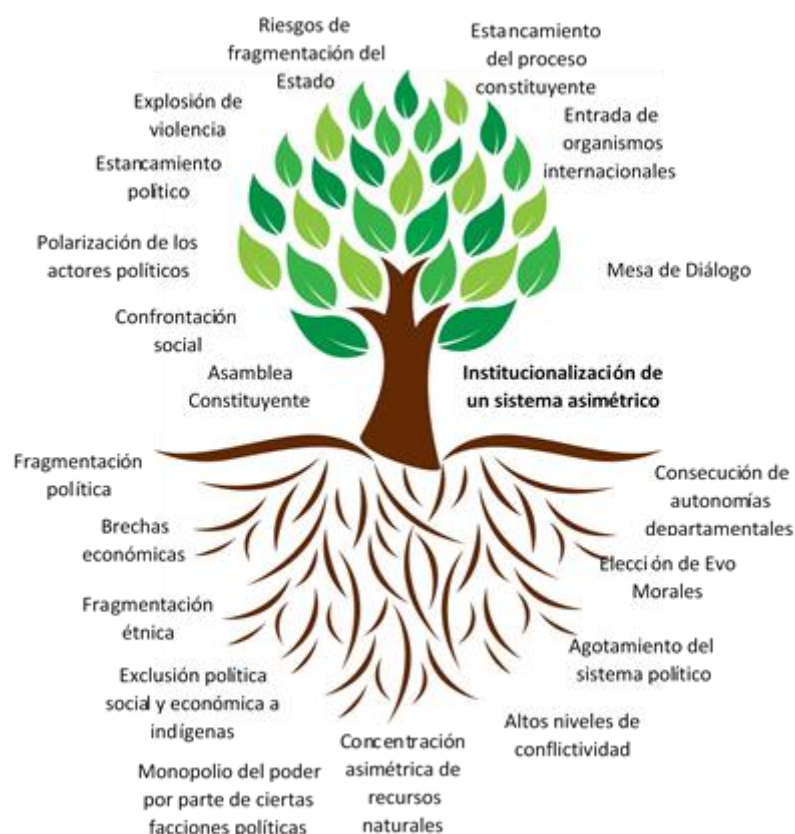 Riesgos de
fragmentación del
Estado
Estancamiento
del proceso
constituyente
Explosión de
violencia
Entrada de
organismos
internacionales
Estancamiento
político
Polarización de los
actores políticos
Mesa de Diálogo
Confrontación
social
Asamblea
Constituyente
Institucionalización de
un sistema asimétrico
Fragmentación
política
Consecución de
autonomías
departamentales
Brechas
económicas
Elección de Evo
Morales
Fragmentación
étnica
Agotamiento del
sistema político
Exclusión política
social y económica a
indígenas
Altos niveles de
conflictividad
Concentración
asimétrica de
recursos
naturales
Monopolio del poder
por parte de ciertas
facciones políticas